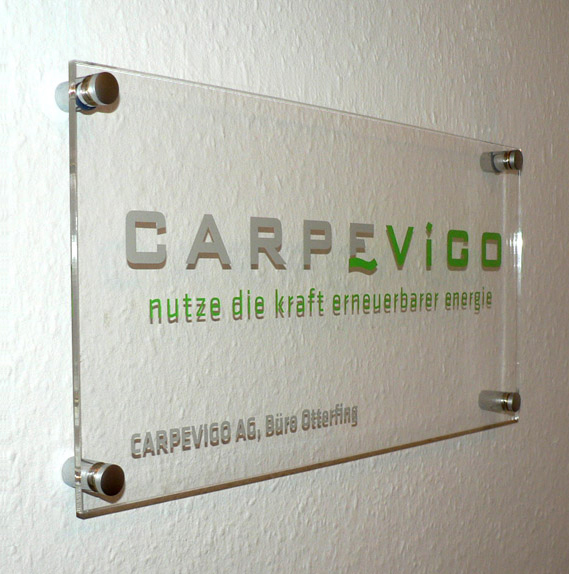 CARPEViGO
nutze die kraft erneuerbarer energie
CARPEVIGO AG, Büro Otterfing